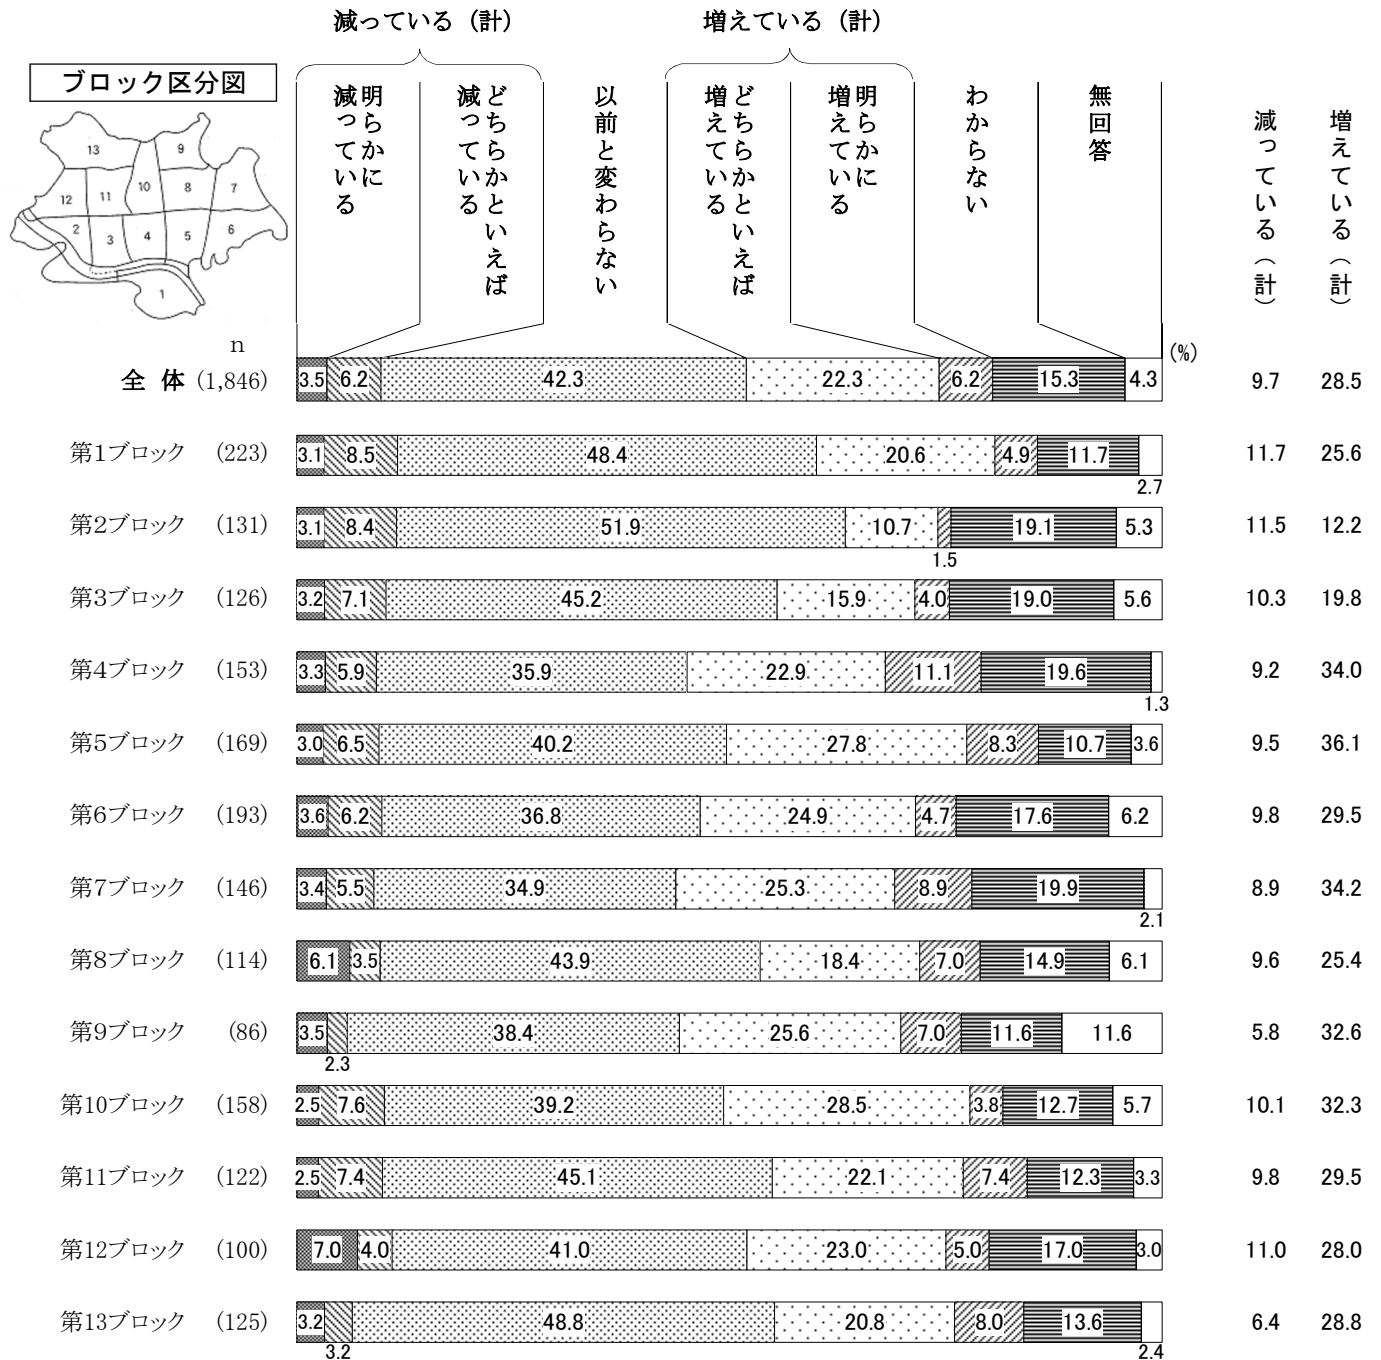 減っている（計）
増えている（計）
ブロック区分図
明らかに
減っている
どちらかといえば
減っている
以前と変わらない
どちらかといえば
増えている
明らかに
増えている
わからない
無回答
減っている（計）
増えている（計）
13
9
12
11
10
8
7
2
3
4
5
6
1
n
(%)
全 体 (1,846) 3.5 6.2 42.3 22.3 6.2 15.3 4.3 9.7 28.5
第1ブロック (223) 3.1 8.5 48.4 20.6 4.9 11.7 11.7 25.6
2.7
第2ブロック (131) 3.1 8.4 51.9 10.7 19.1 5.3 11.5 12.2
1.5
第3ブロック (126) 3.2 7.1 45.2 15.9 4.0 19.0 5.6 10.3 19.8
第4ブロック (153) 3.3 5.9 35.9 22.9 11.1 19.6 9.2 34.0
1.3
第5ブロック (169) 3.0 6.5 40.2 27.8 8.3 10.7 3.6 9.5 36.1
第6ブロック (193) 3.6 6.2 36.8 24.9 4.7 17.6 6.2 9.8 29.5
第7ブロック (146) 3.4 5.5 34.9 25.3 8.9 19.9 8.9 34.2
2.1
第8ブロック (114) 6.1 3.5 43.9 18.4 7.0 14.9 6.1 9.6 25.4
第9ブロック (86) 3.5 38.4 25.6 7.0 11.6 11.6 5.8 32.6
2.3
第10ブロック (158) 2.5 7.6 39.2 28.5 3.8 12.7 5.7 10.1 32.3
第11ブロック (122) 2.5 7.4 45.1 22.1 7.4 12.3 3.3 9.8 29.5
第12ブロック (100) 7.0 4.0 41.0 23.0 5.0 17.0 3.0 11.0 28.0
第13ブロック (125) 3.2 48.8 20.8 8.0 13.6 6.4 28.8
3.2 2.4